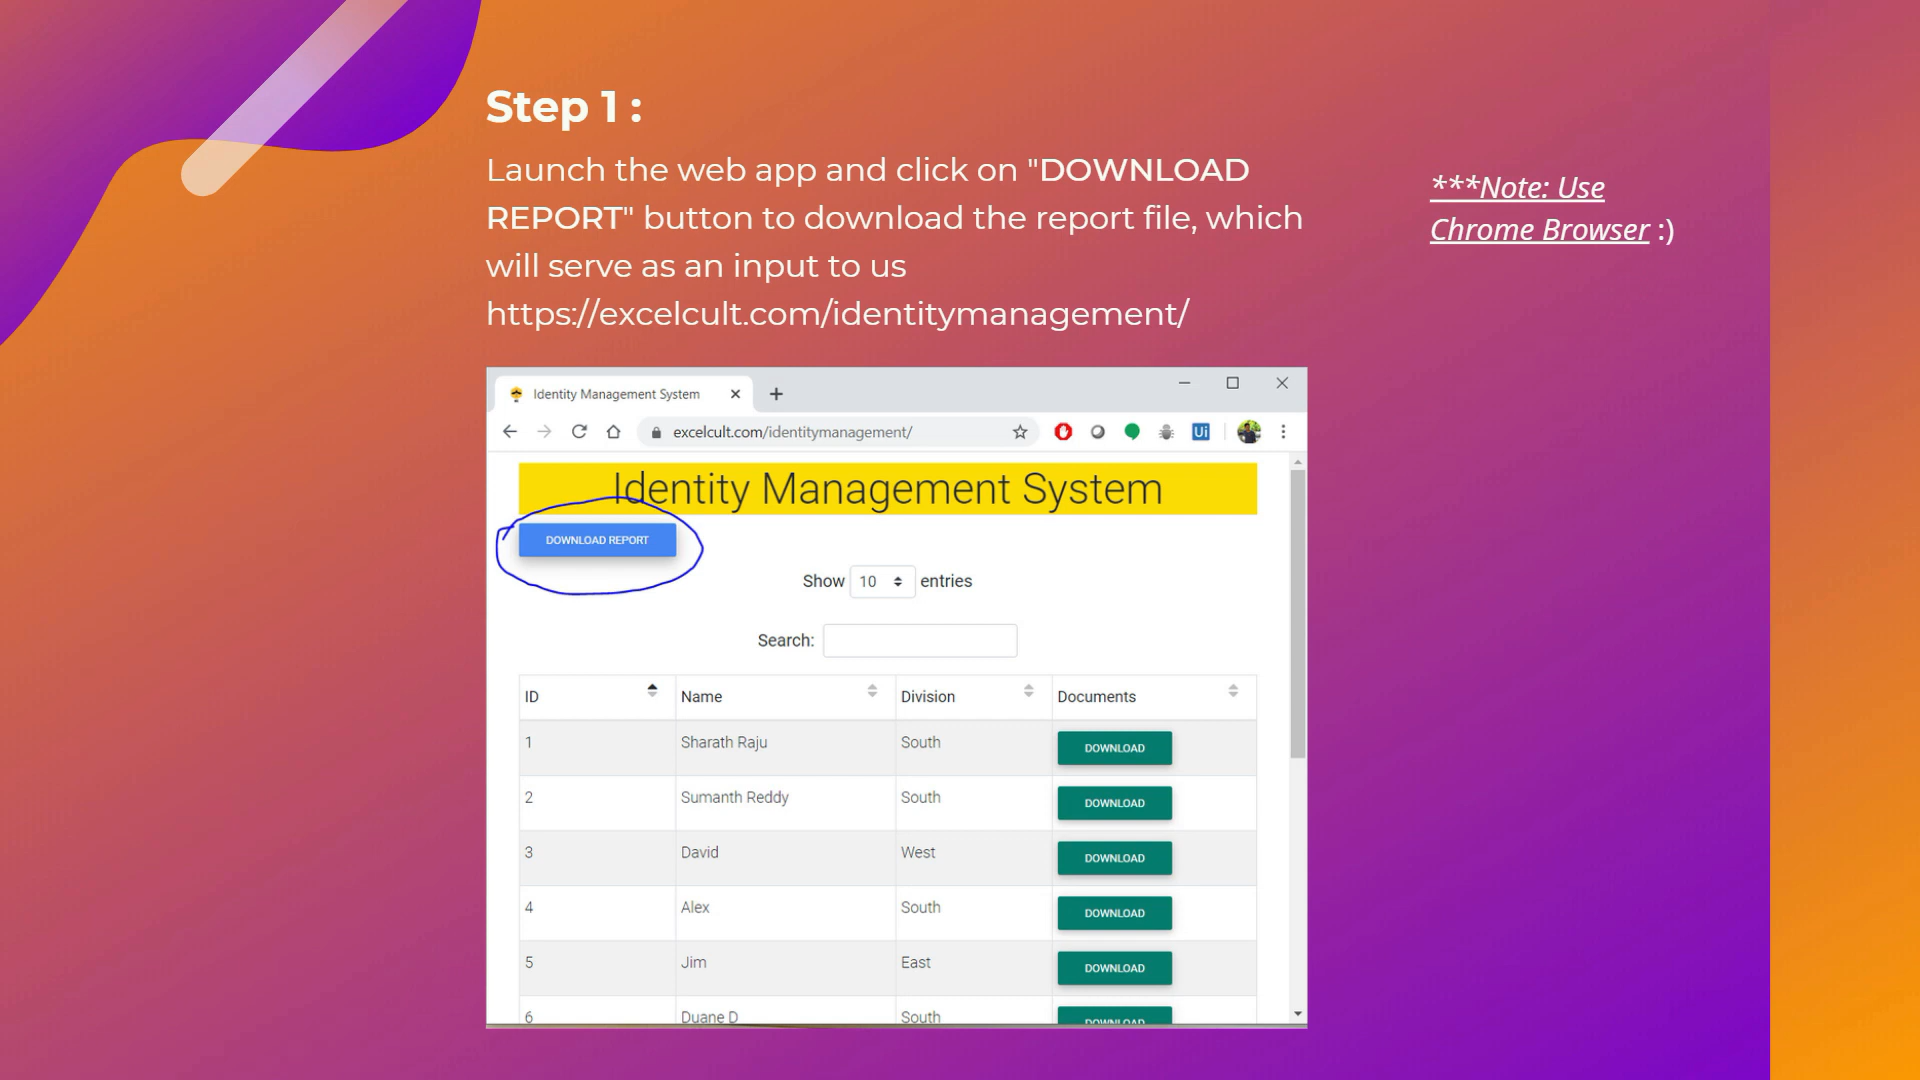 Step 1 :
Launch the web app and click on "DOWNLOAD
REPORT" button to download the report file, which
will serve as an input to us
https://excelcult.com/identitymanagement/
***Note: Use
Chrome Browser :)
Identity Management System
excelcult.com/identitymanagement/
Ui
Identity Management System
DOWNLOAD REPORT
Show 10 entries
Search:
ID Name Division Documents
1 Sharath Raju South DOWNLOAD
2 Sumanth Reddy South DOWNLOAD
3 David West DOWNLOAD
4 Alex South DOWNLOAD
5 Jim East DOWNLOAD
6 Duane D South DOWNLOAD